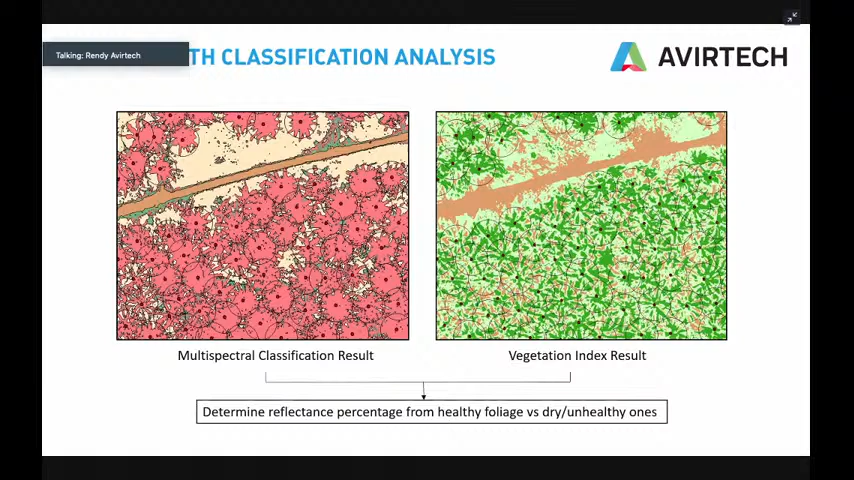 Talking: Rendy Avirtech
TH CLASSIFICATION ANALYSIS
AVIRTECH
Multispectral Classification Result
Vegetation Index Result
Determine reflectance percentage from healthy foliage vs dry/unhealthy ones